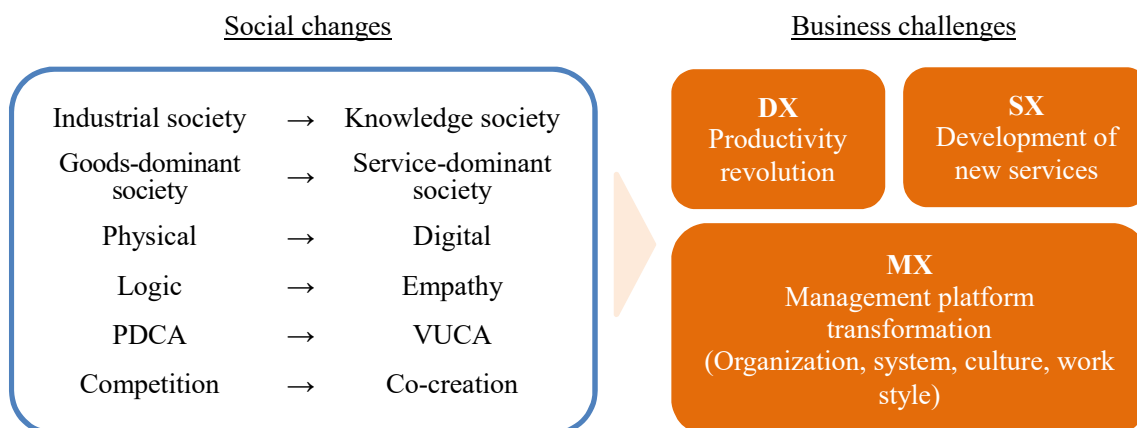 Social changes
Industrial society → Knowledge society
Goods-dominant society → Service-dominant society
Physical → Digital
Logic → Empathy
PDCA → VUCA
Competition → Co-creation
Business challenges
DX
Productivity
revolution
SX
Development of
new services
MX
Management platform
transformation
(Organization, system, culture, work
style)